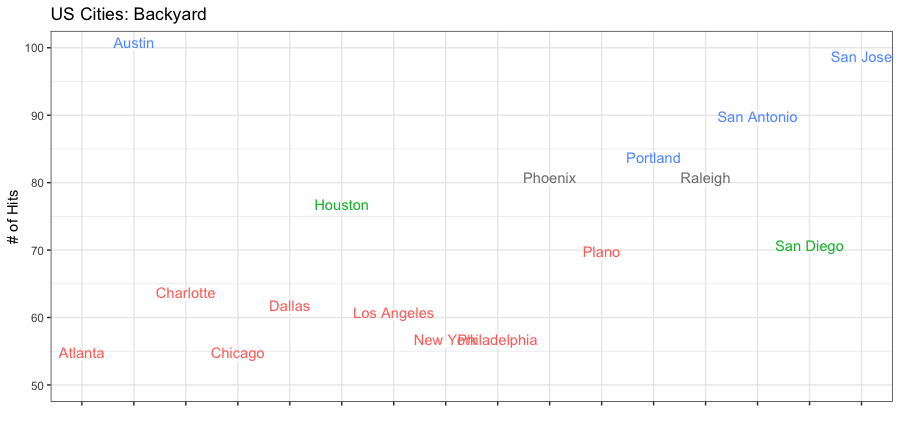 US Cities: Backyard
# of Hits
100
90
80
70
60
50
Austin
San Jose
San Antonio
Portland
Phoenix
Raleigh
Houston
San Diego
Plano
Charlotte
Dallas
Los Angeles
New York
Philadelphia
Atlanta
Chicago